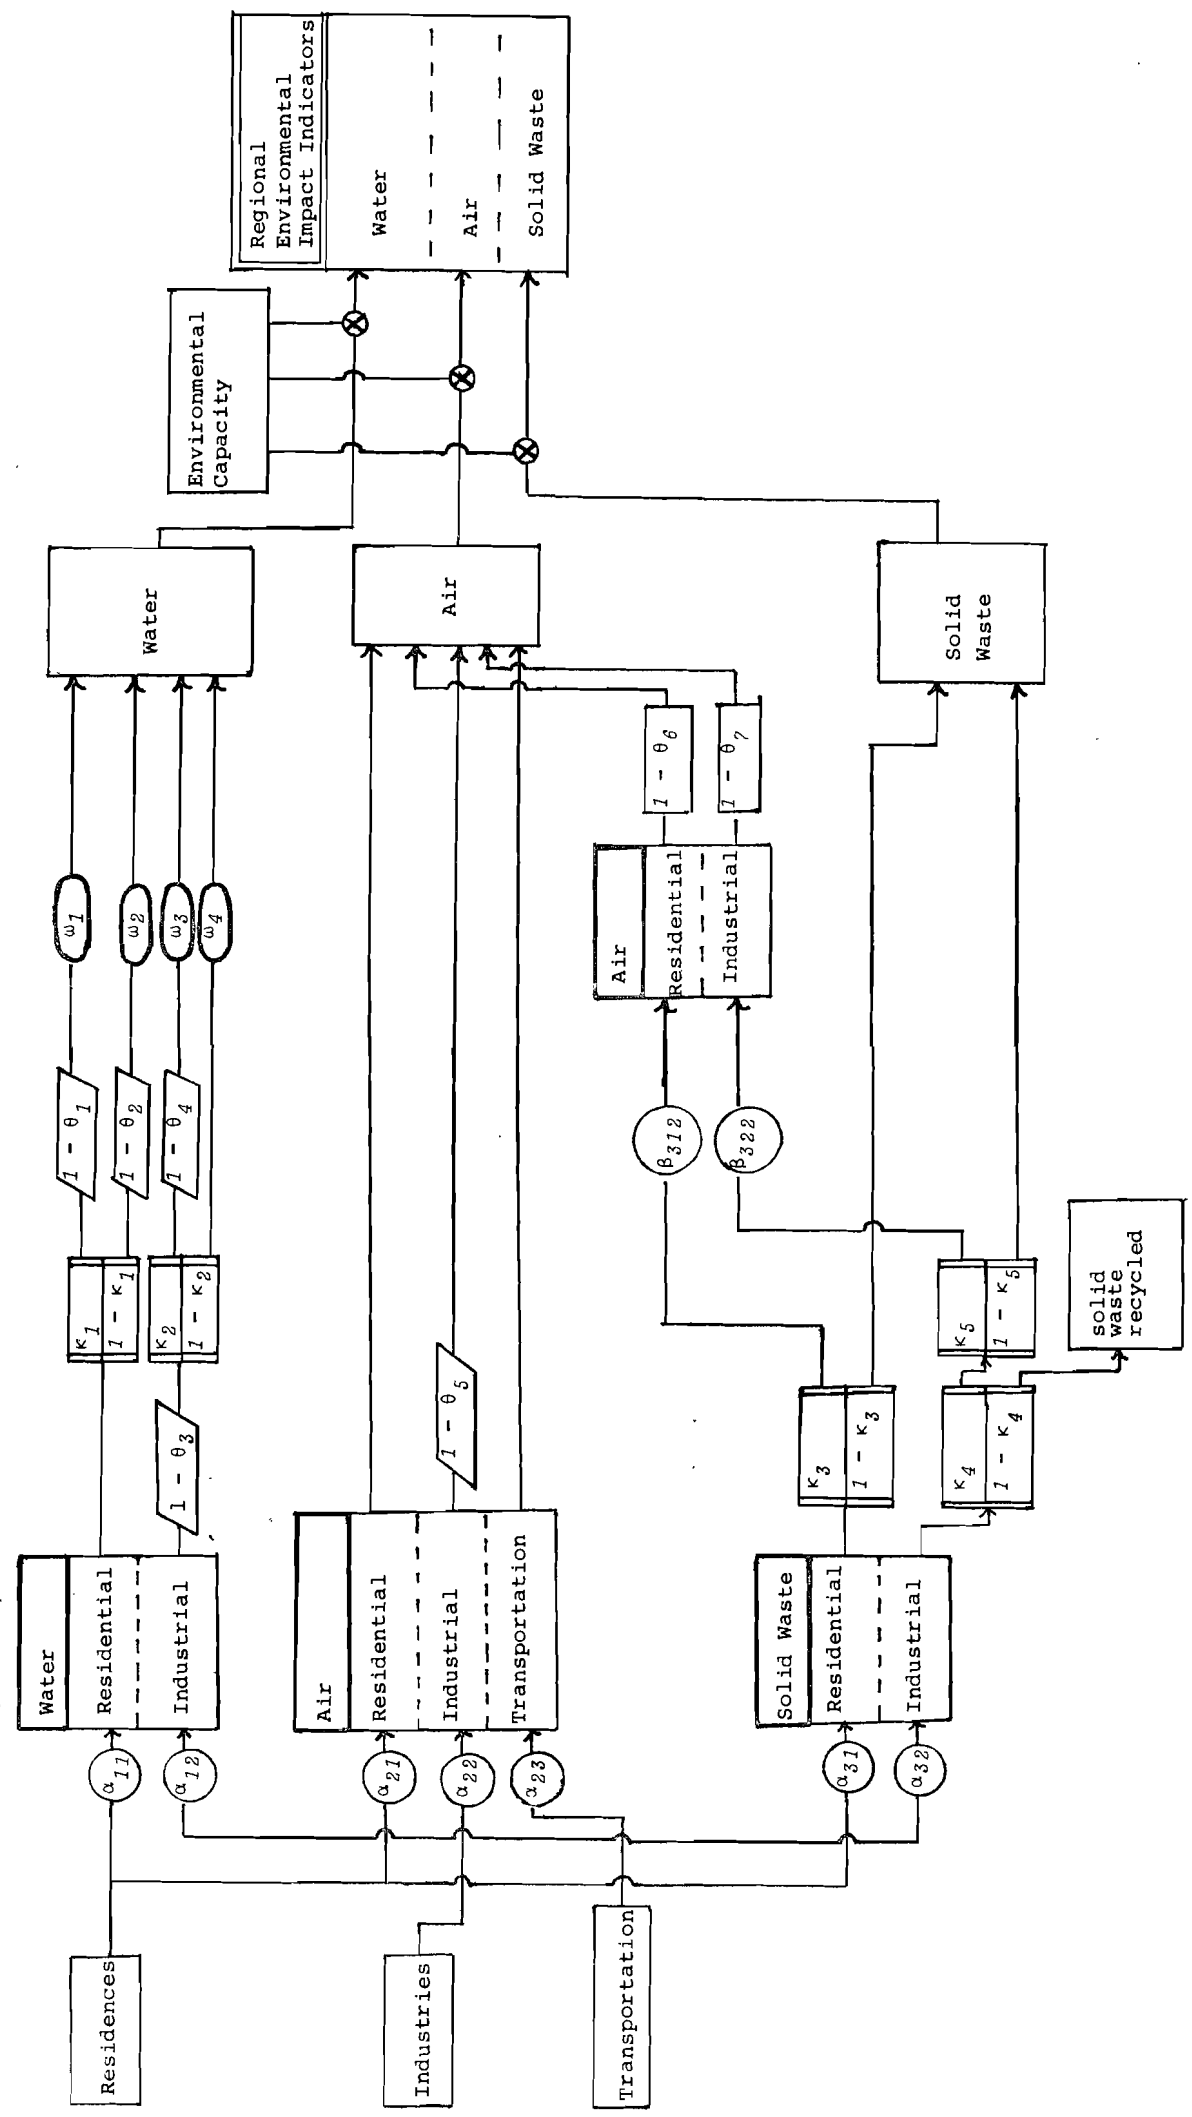 Residences
Industries
Transportation
α11
α12
α21
α22
α23
α31
α32
Water
Residential
Industrial
Air
Residential
Industrial
Transportation
Solid Waste
Residential
Industrial
1 - θ3
κ1
1 - κ1
κ2
1 - κ2
1 - θ1
1 - θ2
1 - θ4
ω1
ω2
ω3
ω4
1 - θ5
κ3
1 - κ3
κ4
1 - κ4
κ5
1 - κ5
solid
waste
recycled
β312
β322
Air
Residential
Industrial
1 - θ6
1 - θ7
Water
Air
Solid
Waste
Environmental
Capacity
Regional
Environmental
Impact Indicators
Water
Air
Solid Waste